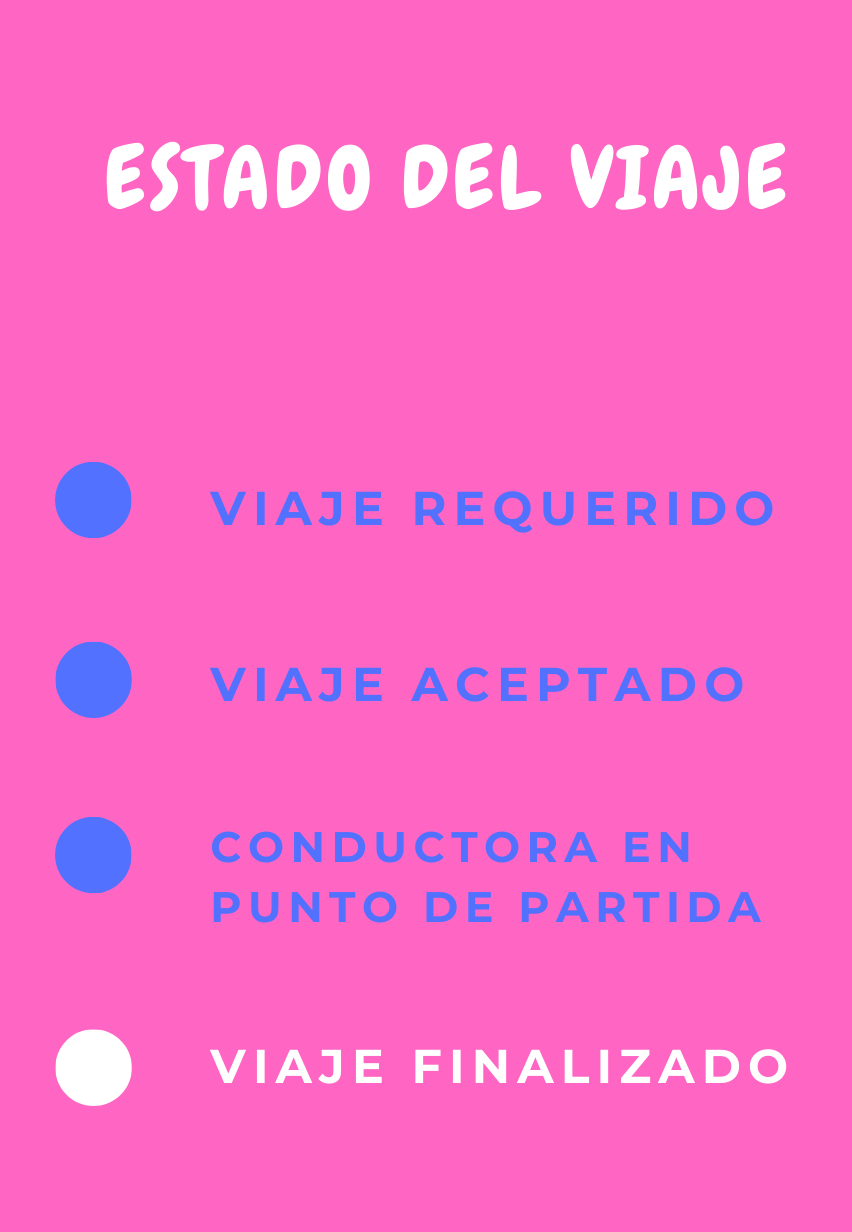 ESTADO DEL VIAJE
VIAJE REQUERIDO
VIAJE ACEPTADO
CONDUCTORA EN
PUNTO DE PARTIDA
VIAJE FINALIZADO